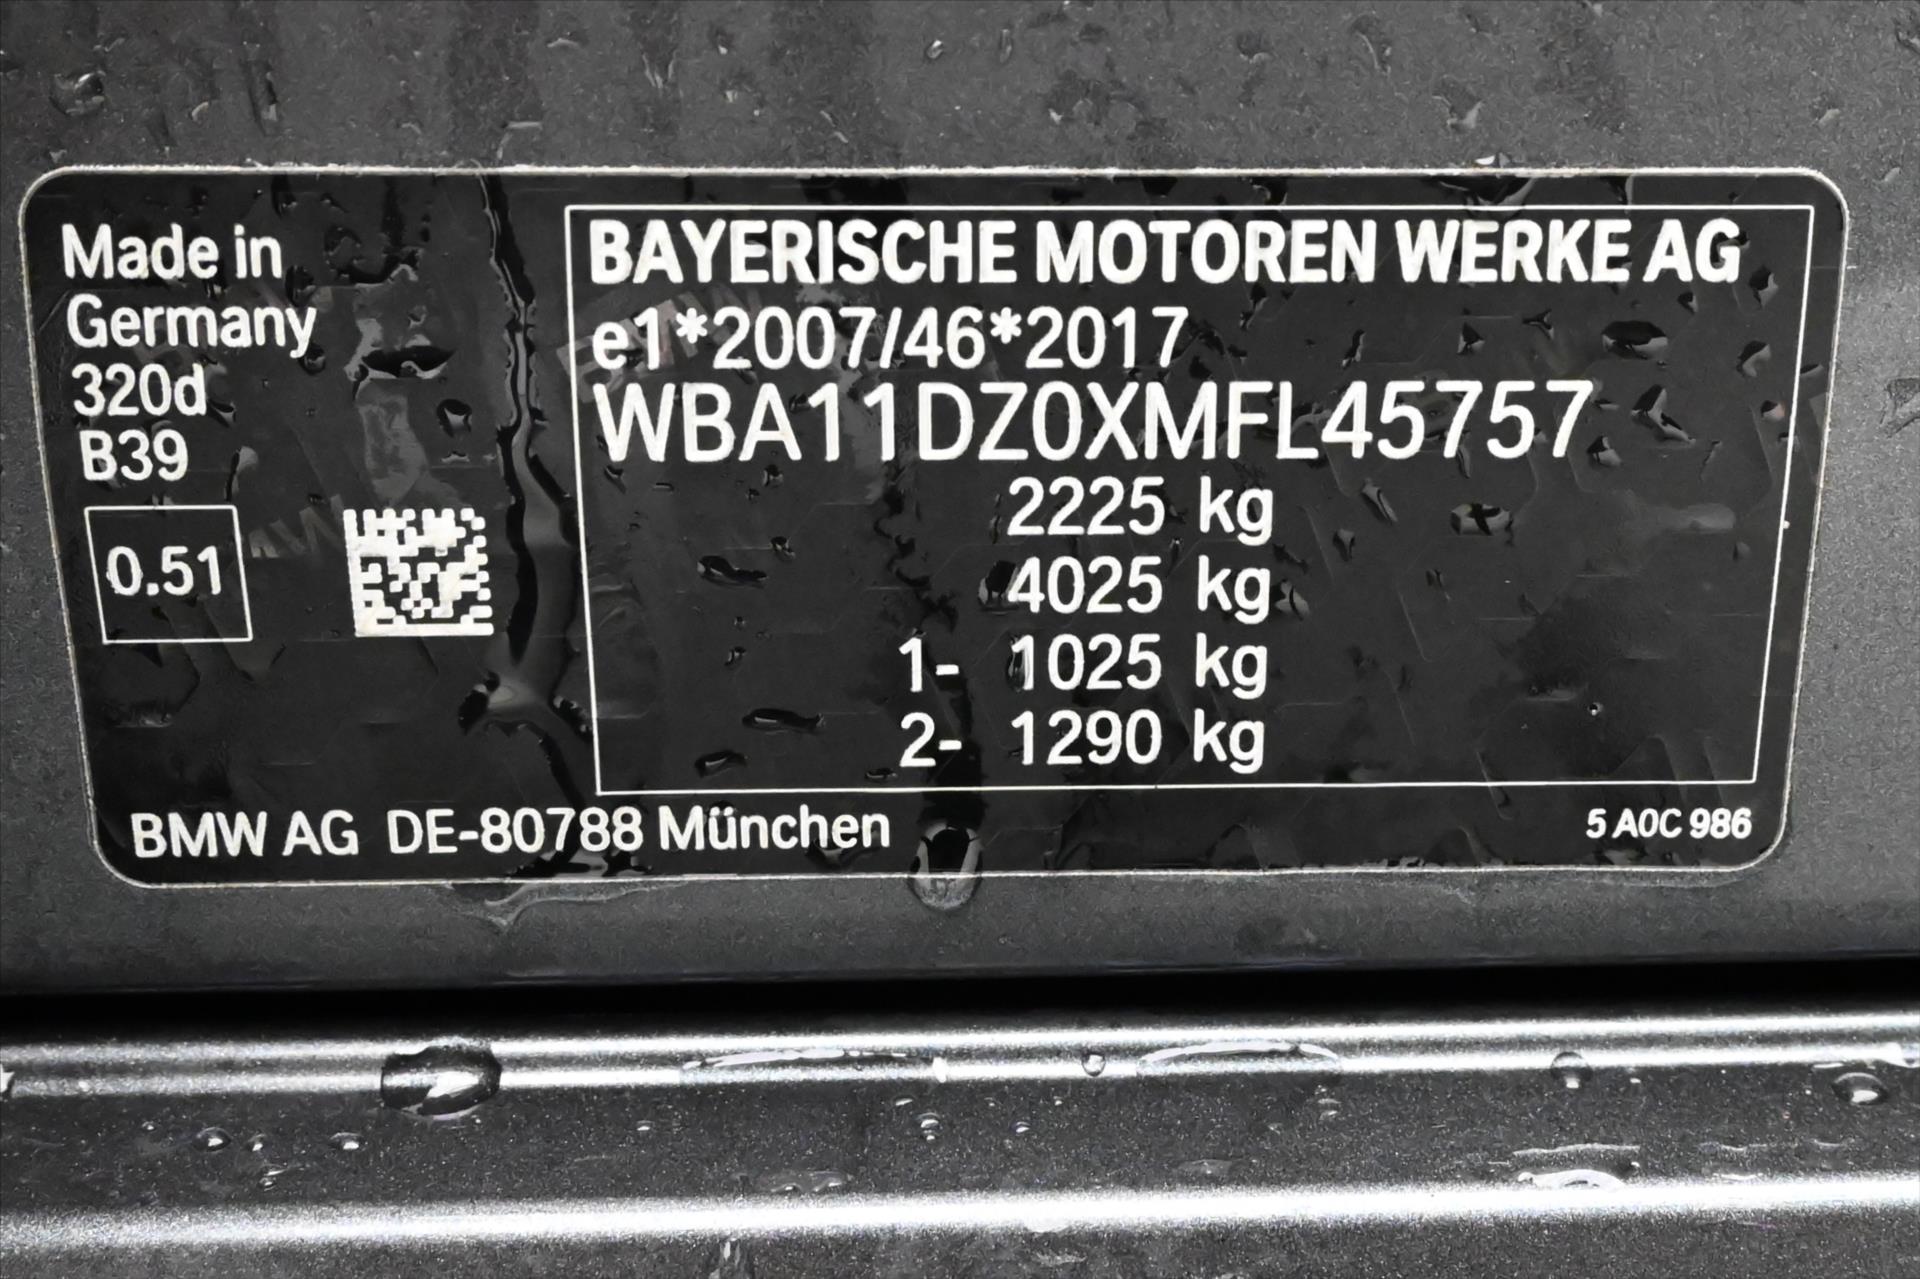 Made in
Germany
320d
B39
0.51
BAYERISCHE MOTOREN WERKE AG
e1*2007/46*2017
WBA11DZ0XMFL45757
2225 kg
4025 kg
1- 1025 kg
2- 1290 kg
BMW AG DE-80788 München
5 A0C 986